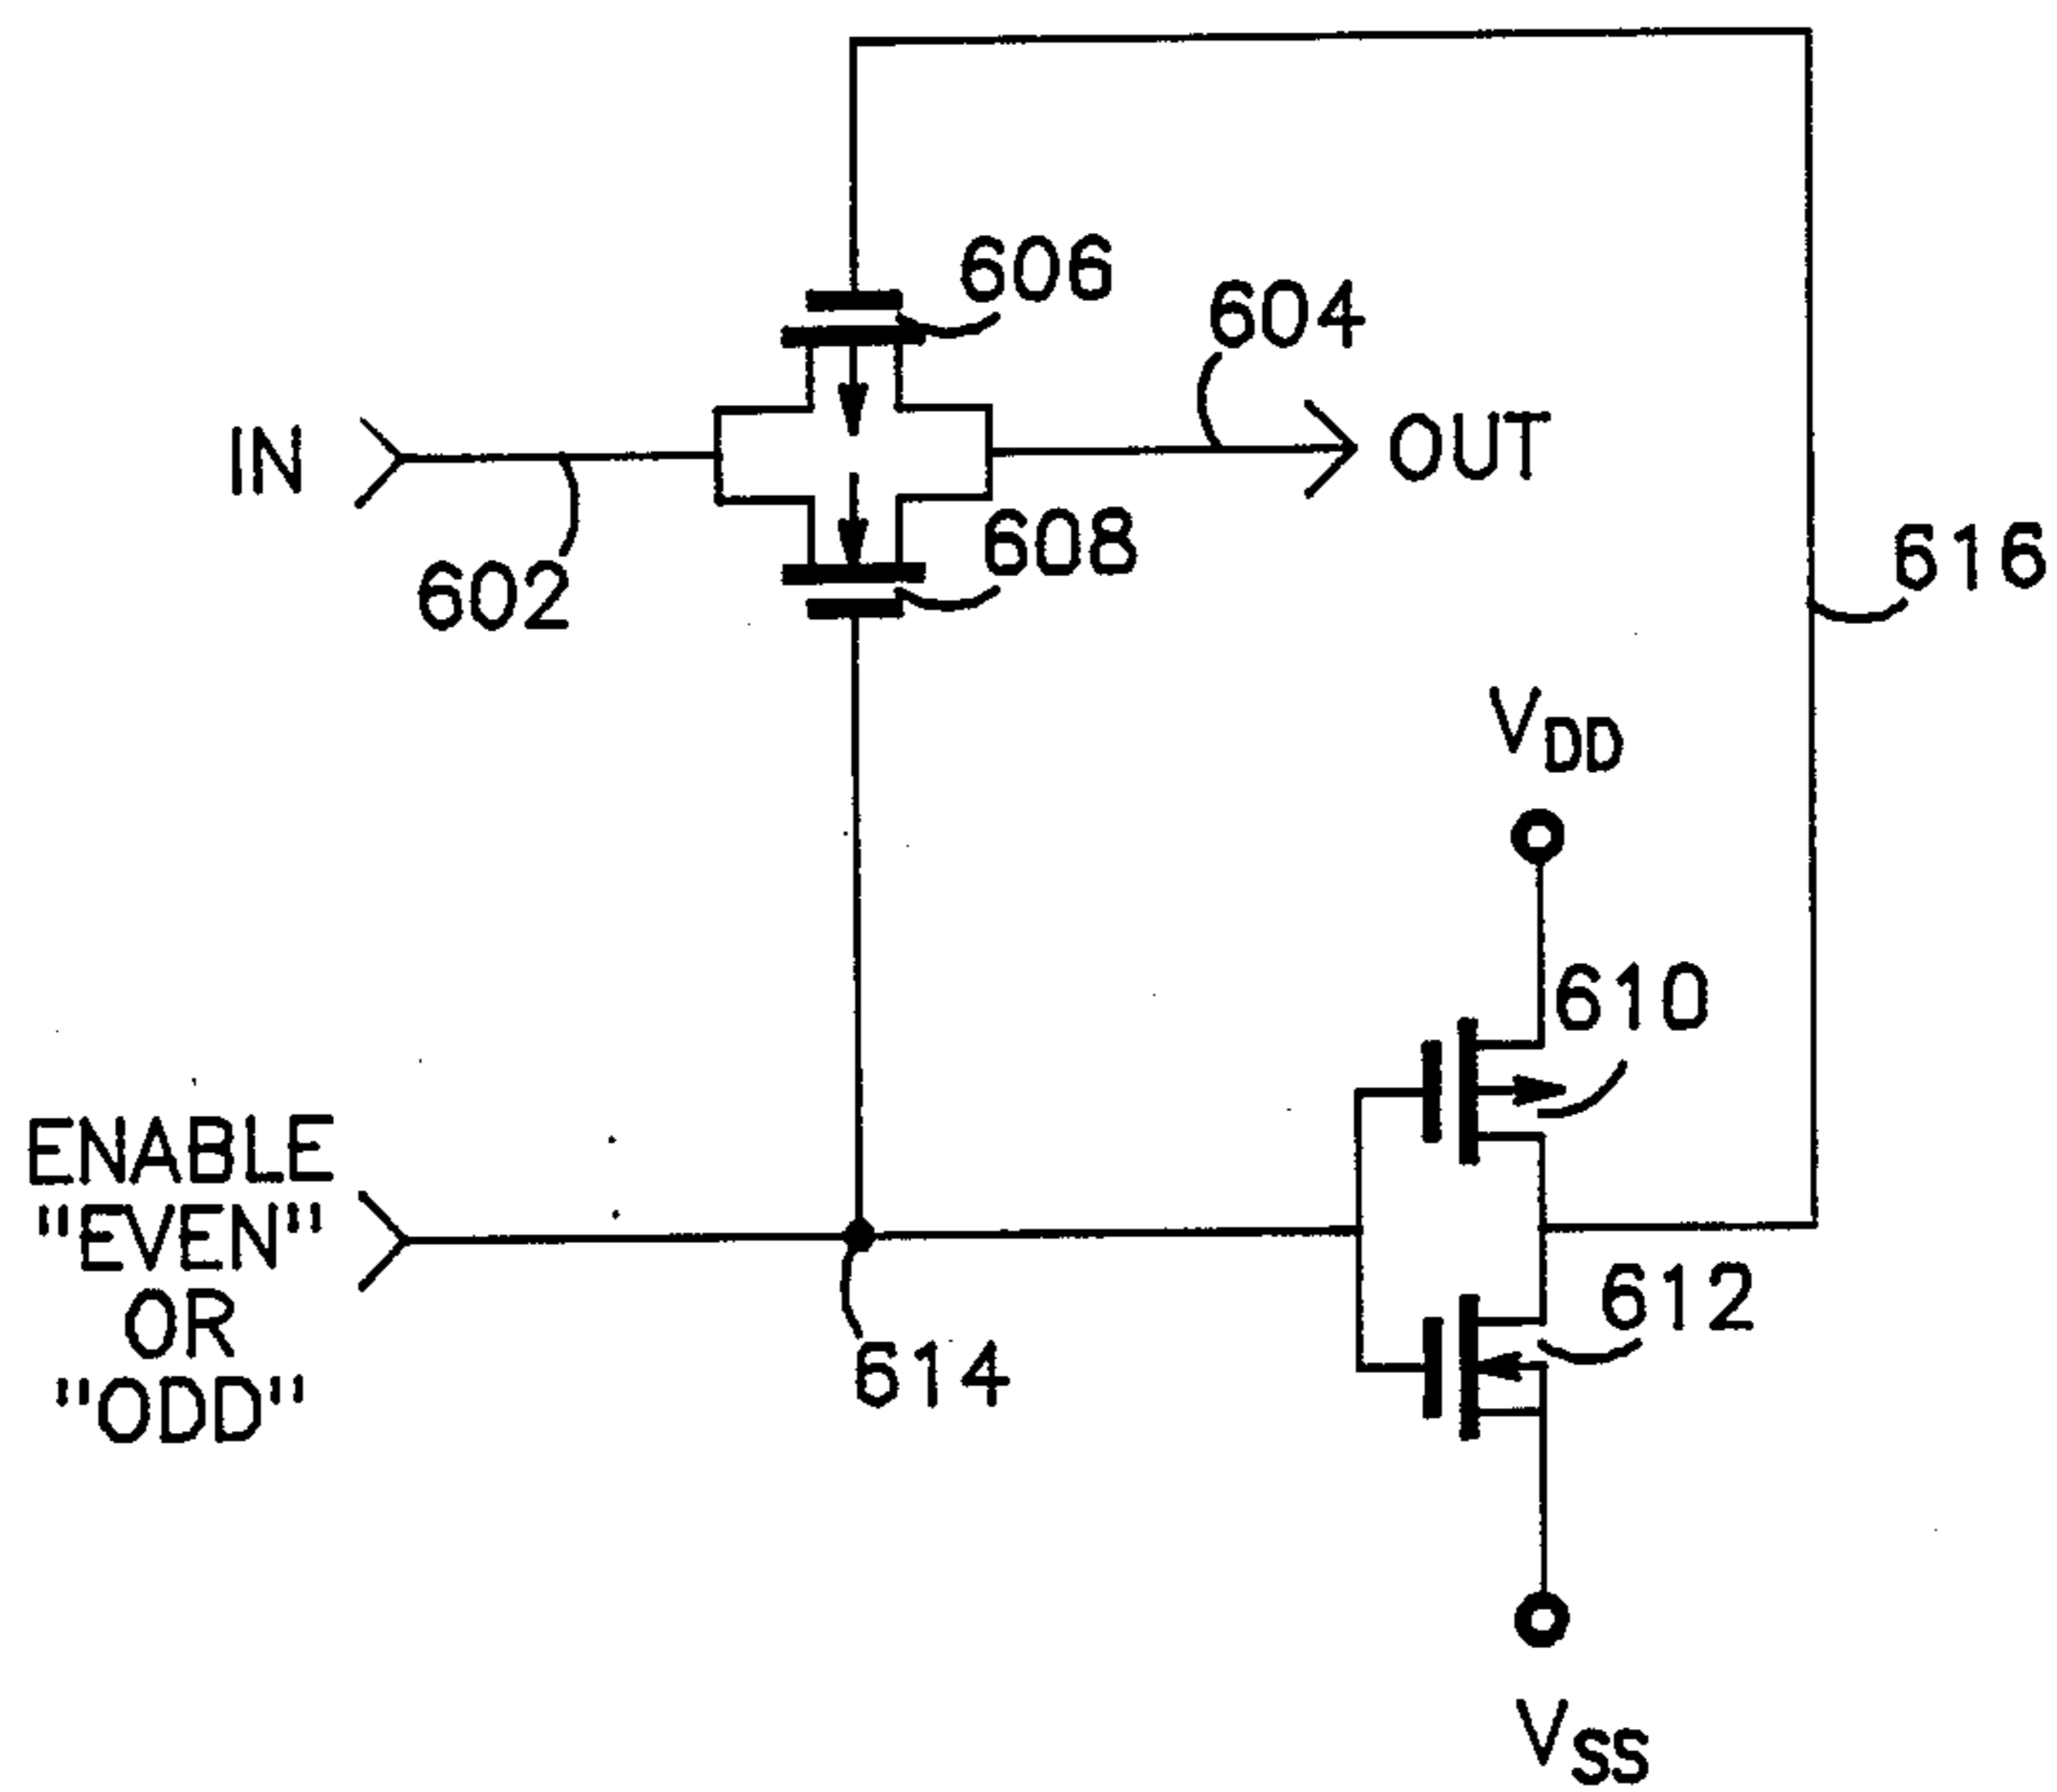 606
604
IN
OUT
608
616
602
VDD
610
ENABLE
"EVEN"
OR
"ODD"
612
614
VSS